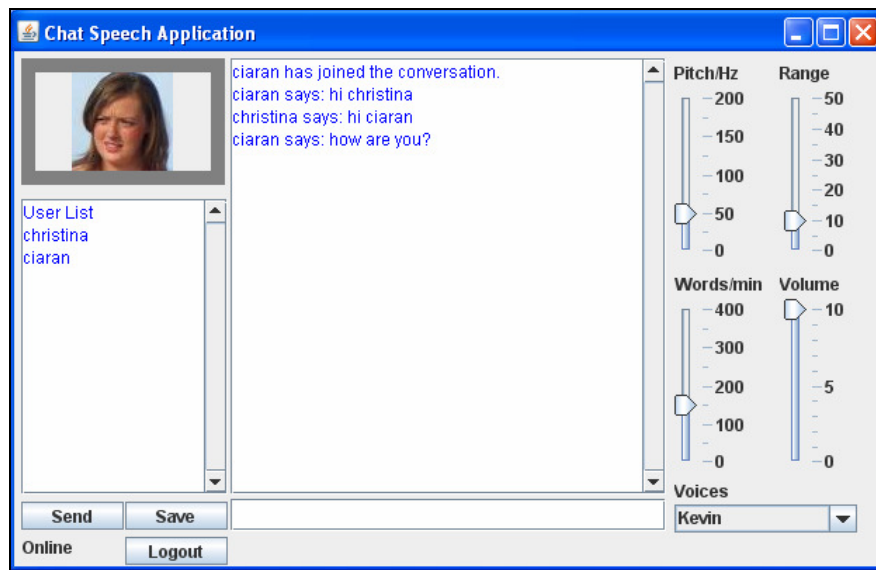 Chat Speech Application
ciaran has joined the conversation.
ciaran says: hi christina
christina says: hi ciaran
ciaran says: how are you?
User List
christina
ciaran
Pitch/Hz
200
150
100
50
0
Range
50
40
30
20
10
0
Words/min
400
300
200
100
0
Volume
10
5
0
Voices
Kevin
Send
Save
Online
Logout